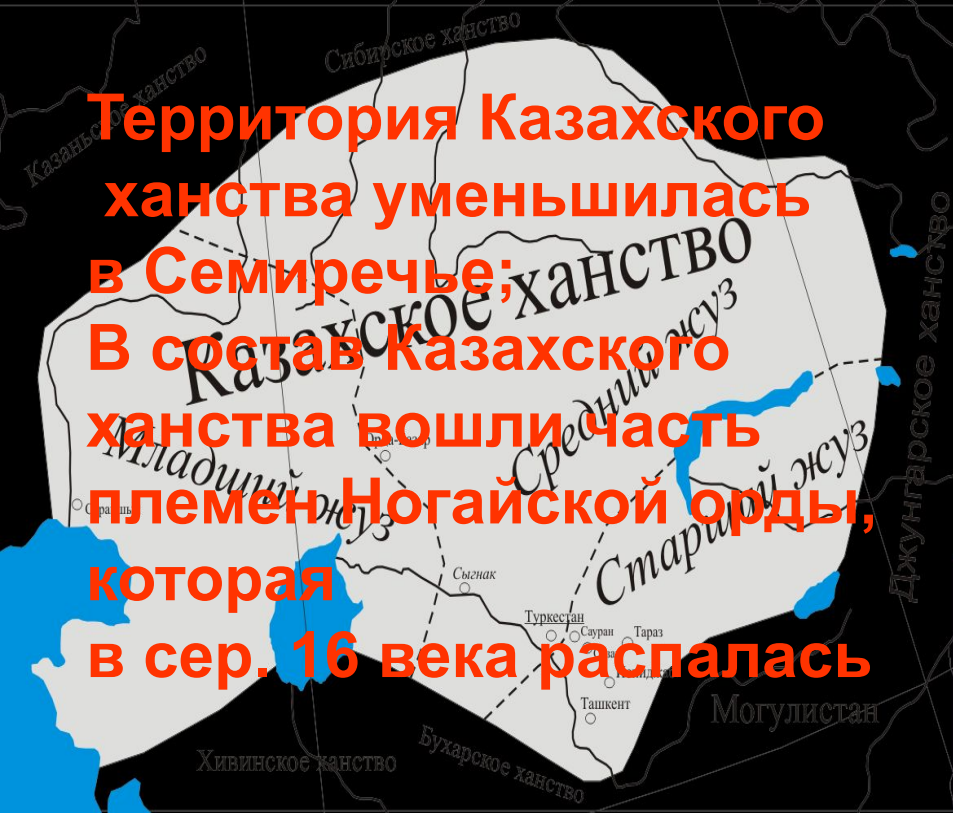 Сибирское ханство
Казанское ханство
Территория Казахского
ханства уменьшилась
в Семиречье;
В состав Казахского
ханства вошли часть
племен Ногайской орды,
которая
в сер. 16 века распалась
Казахское ханство
Младший жуз
Средний жуз
Старший жуз
Джунгарское ханство
Сыгнак
Туркестан
Сауран
Тараз
Ташкент
Могулистан
Хивинское ханство
Бухарское ханство